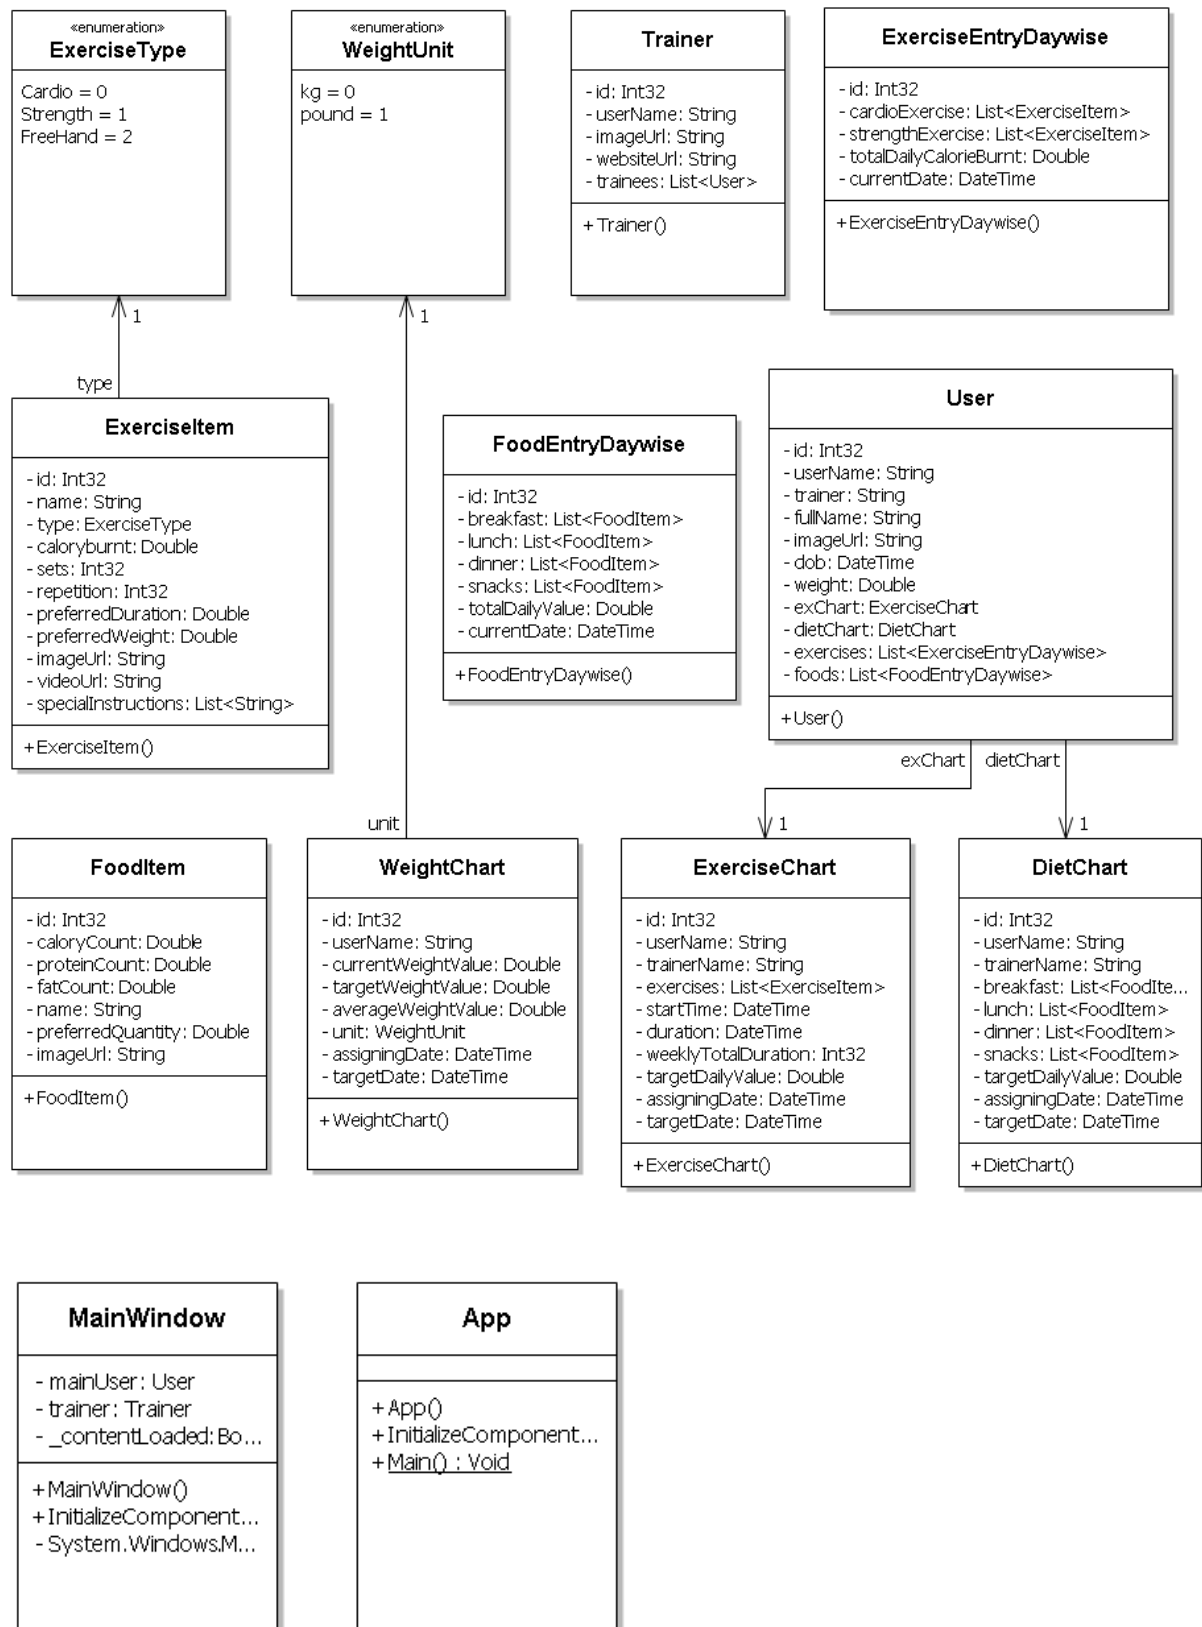 «enumeration»
ExerciseType
Cardio = 0
Strength = 1
FreeHand = 2
«enumeration»
WeightUnit
kg = 0
pound = 1
Trainer
- id: Int32
- userName: String
- imageUrl: String
- websiteUrl: String
- trainees: List<User>
+ Trainer()
ExerciseEntryDaywise
- id: Int32
- cardioExercise: List<ExerciseItem>
- strengthExercise: List<ExerciseItem>
- totalDailyCalorieBurnt: Double
- currentDate: DateTime
+ ExerciseEntryDaywise()
1
type
1
unit
ExerciseItem
- id: Int32
- name: String
- type: ExerciseType
- caloryburnt: Double
- sets: Int32
- repetition: Int32
- preferredDuration: Double
- preferredWeight: Double
- imageUrl: String
- videoUrl: String
- specialInstructions: List<String>
+ ExerciseItem()
FoodEntryDaywise
- id: Int32
- breakfast: List<FoodItem>
- lunch: List<FoodItem>
- dinner: List<FoodItem>
- snacks: List<FoodItem>
- totalDailyValue: Double
- currentDate: DateTime
+ FoodEntryDaywise()
User
- id: Int32
- userName: String
- trainer: String
- fullName: String
- imageUrl: String
- dob: DateTime
- weight: Double
- exChart: ExerciseChart
- dietChart: DietChart
- exercises: List<ExerciseEntryDaywise>
- foods: List<FoodEntryDaywise>
+ User()
exChart
dietChart
1
1
FoodItem
- id: Int32
- caloryCount: Double
- proteinCount: Double
- fatCount: Double
- name: String
- preferredQuantity: Double
- imageUrl: String
+ FoodItem()
WeightChart
- id: Int32
- userName: String
- currentWeightValue: Double
- targetWeightValue: Double
- averageWeightValue: Double
- unit: WeightUnit
- assigningDate: DateTime
- targetDate: DateTime
+ WeightChart()
ExerciseChart
- id: Int32
- userName: String
- trainerName: String
- exercises: List<ExerciseItem>
- startTime: DateTime
- duration: DateTime
- weeklyTotalDuration: Int32
- targetDailyValue: Double
- assigningDate: DateTime
- targetDate: DateTime
+ ExerciseChart()
DietChart
- id: Int32
- userName: String
- trainerName: String
- breakfast: List<FoodIte...
- lunch: List<FoodItem>
- dinner: List<FoodItem>
- snacks: List<FoodItem>
- targetDailyValue: Double
- assigningDate: DateTime
- targetDate: DateTime
+ DietChart()
MainWindow
- mainUser: User
- trainer: Trainer
- _contentLoaded: Bo...
+ MainWindow()
+ InitializeComponent...
- System.Windows.M...
App
+ App()
+ InitializeComponent...
+ Main() : Void